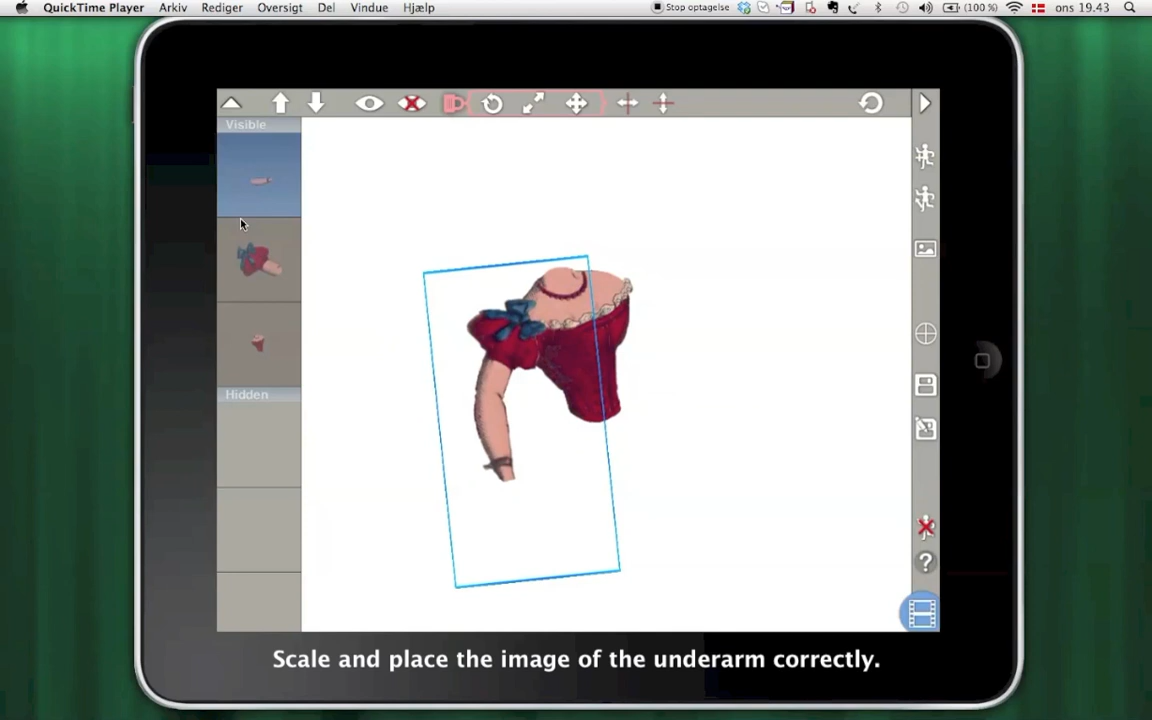 QuickTime Player Arkiv Rediger Oversigt Del Vindue Hjælp Stop optagelse (100 %) ons 19.43
Visible
Hidden
?
Scale and place the image of the underarm correctly.